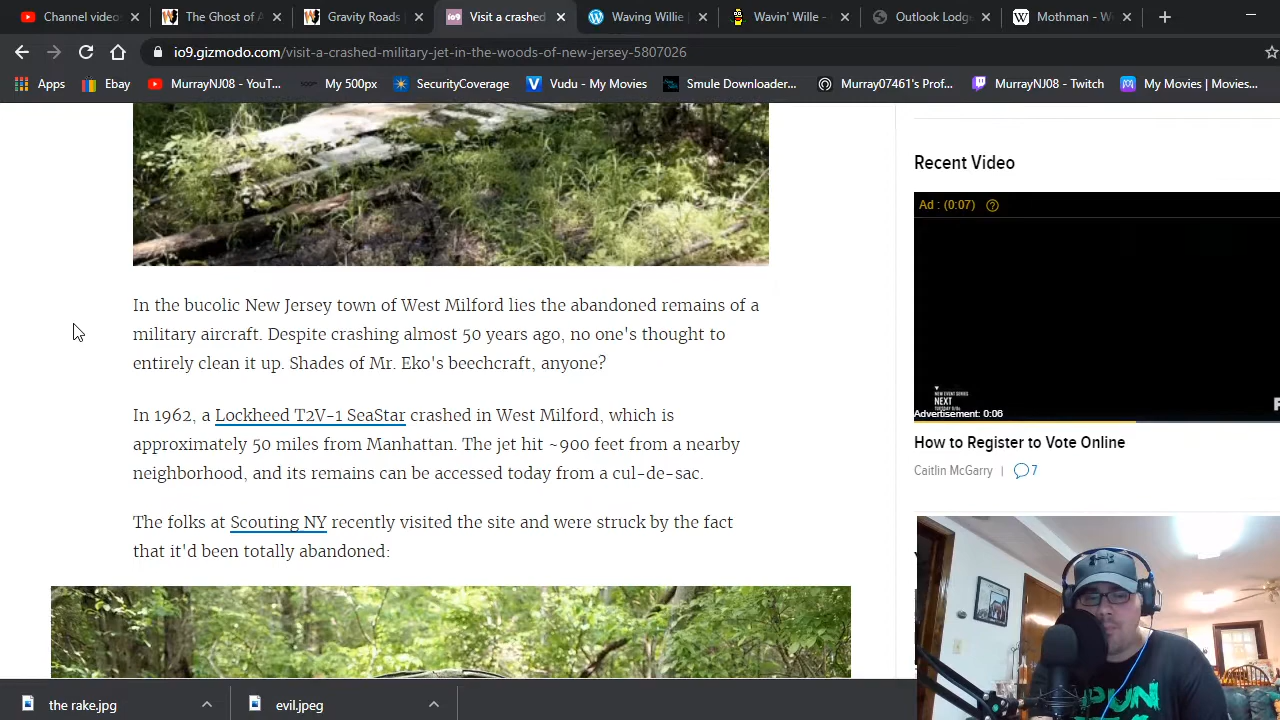 Channel video
The Ghost of A
Gravity Roads
Visit a crashed
Waving Willie
Wavin' Wille -
Outlook Lodg
Mothman - W
io9.gizmodo.com/visit-a-crashed-military-jet-in-the-woods-of-new-jersey-5807026
Apps
Ebay
MurrayNJ08 - YouT...
My 500px
SecurityCoverage
Vudu - My Movies
Smule Downloader...
Murray07461's Prof...
MurrayNJ08 - Twitch
My Movies | Movies...
In the bucolic New Jersey town of West Milford lies the abandoned remains of a
military aircraft. Despite crashing almost 50 years ago, no one's thought to
entirely clean it up. Shades of Mr. Eko's beechcraft, anyone?
In 1962, a Lockheed T2V-1 SeaStar crashed in West Milford, which is
approximately 50 miles from Manhattan. The jet hit ~900 feet from a nearby
neighborhood, and its remains can be accessed today from a cul-de-sac.
The folks at Scouting NY recently visited the site and were struck by the fact
that it'd been totally abandoned:
Recent Video
Ad : (0:07)
NEW EVENT SERIES
NEXT
TUESDAY 9/8c
Advertisement: 0:06
How to Register to Vote Online
Caitlin McGarry | 7
the rake.jpg
evil.jpeg